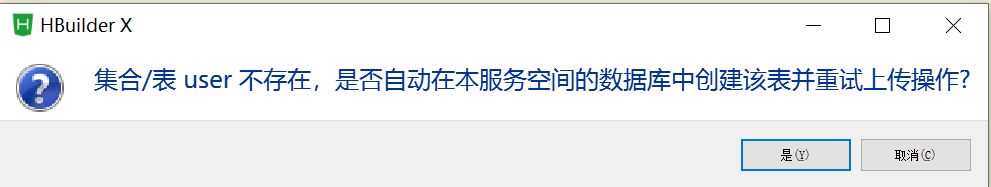 HBuilder X
集合/表 user 不存在，是否自动在本服务空间的数据库中创建该表并重试上传操作?
是(Y)
取消(C)